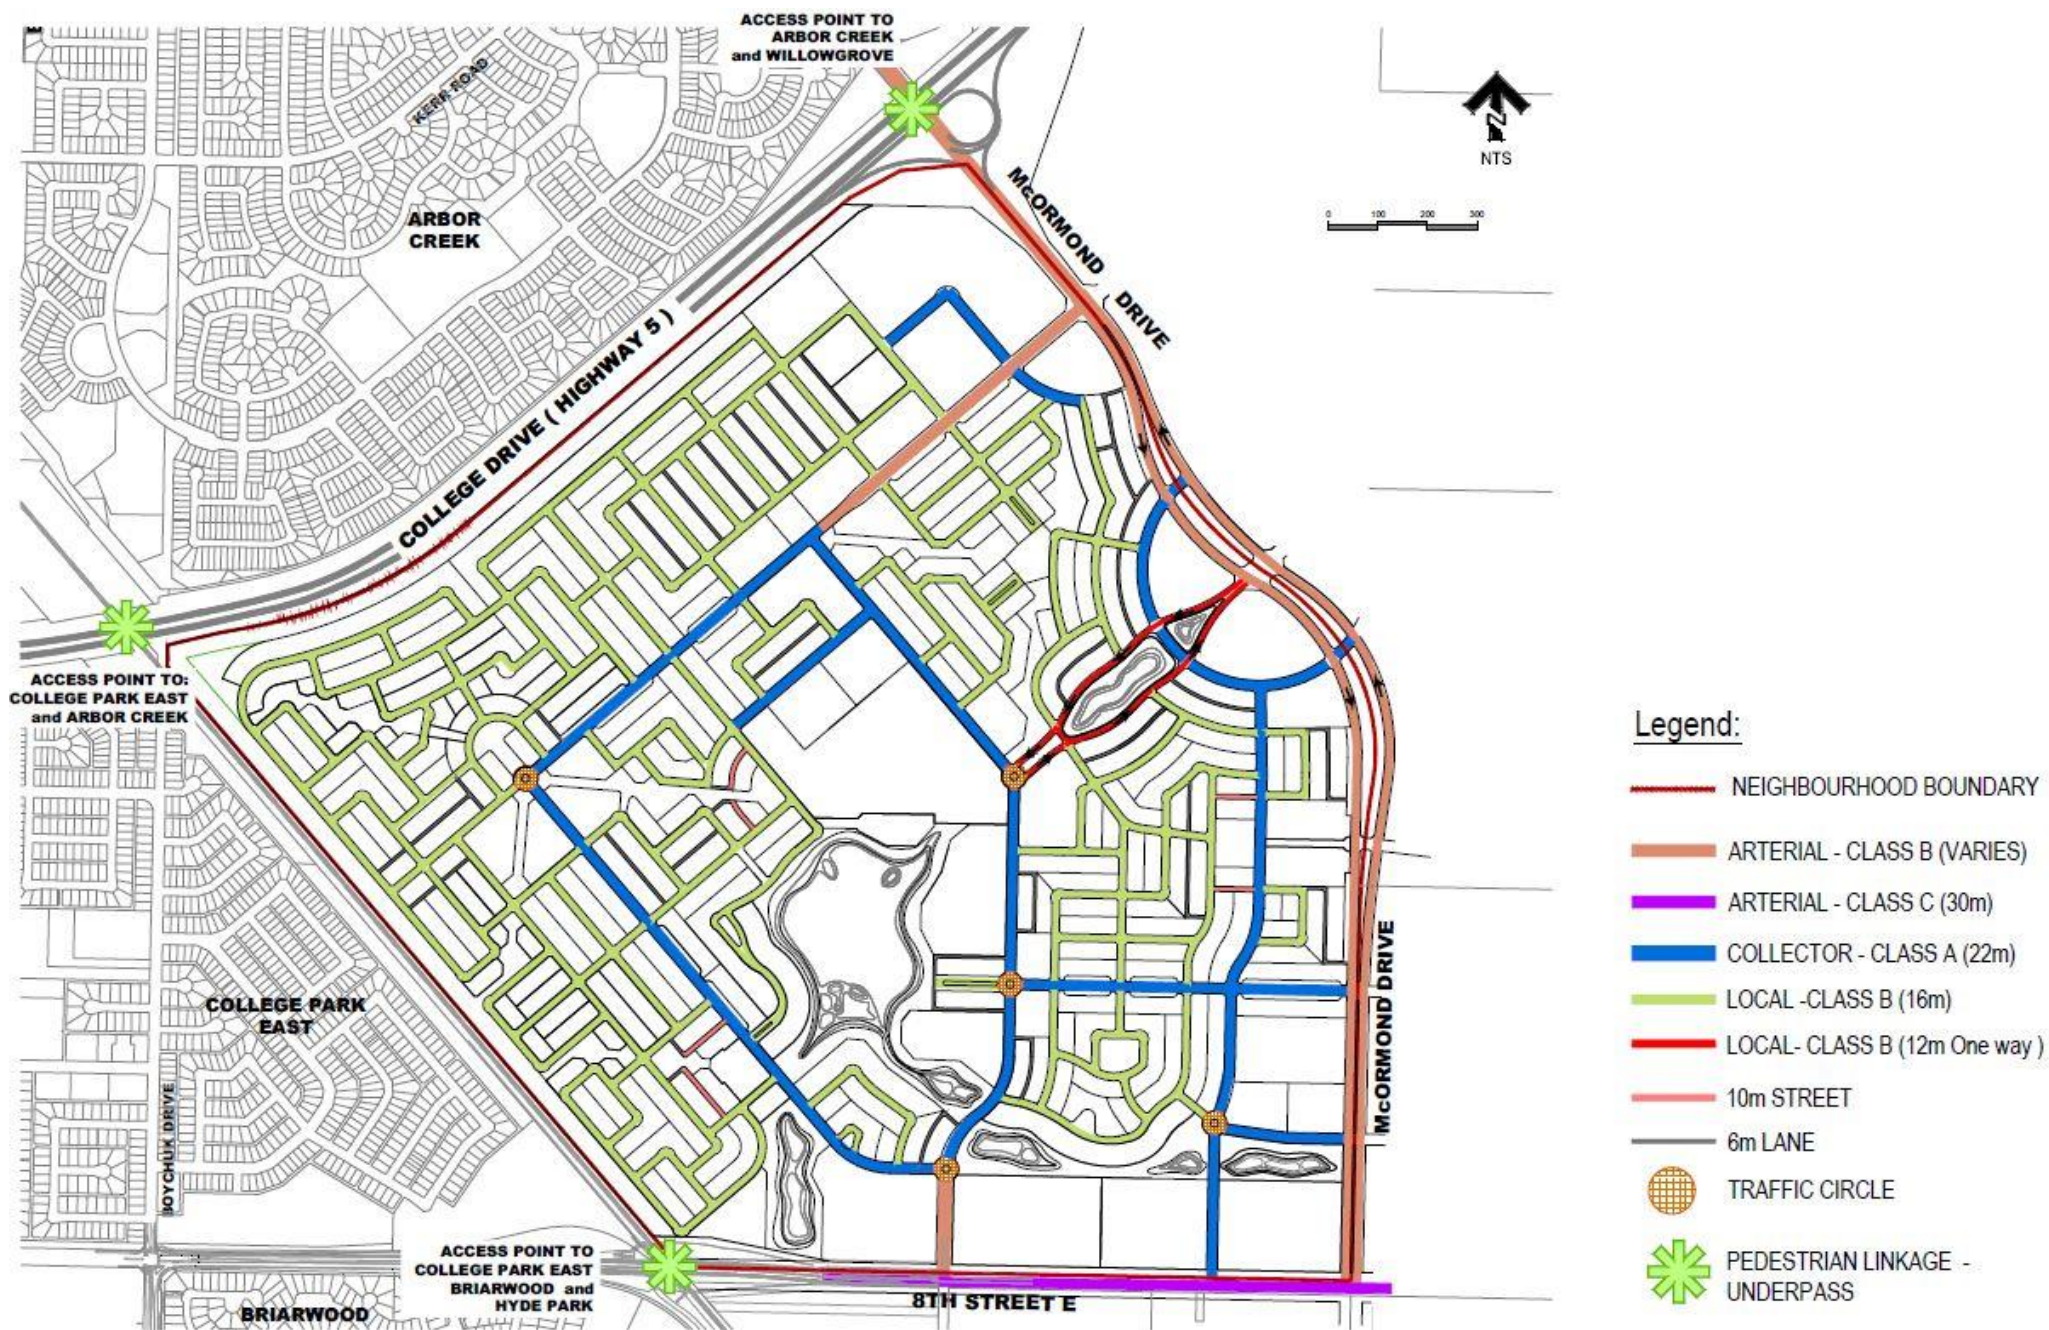 ACCESS POINT TO
ARBOR CREEK
and WILLOWGROVE
KERR ROAD
N
NTS
0 100 200 300
McORMOND
DRIVE
ARBOR
CREEK
COLLEGE DRIVE ( HIGHWAY 5 )
ACCESS POINT TO:
COLLEGE PARK EAST
and ARBOR CREEK
COLLEGE PARK
EAST
BOYCHUK DRIVE
McORMOND DRIVE
ACCESS POINT TO
COLLEGE PARK EAST
BRIARWOOD and
HYDE PARK
BRIARWOOD
8TH STREET E
Legend:
NEIGHBOURHOOD BOUNDARY
ARTERIAL - CLASS B (VARIES)
ARTERIAL - CLASS C (30m)
COLLECTOR - CLASS A (22m)
LOCAL -CLASS B (16m)
LOCAL- CLASS B (12m One way )
10m STREET
6m LANE
TRAFFIC CIRCLE
PEDESTRIAN LINKAGE -
UNDERPASS